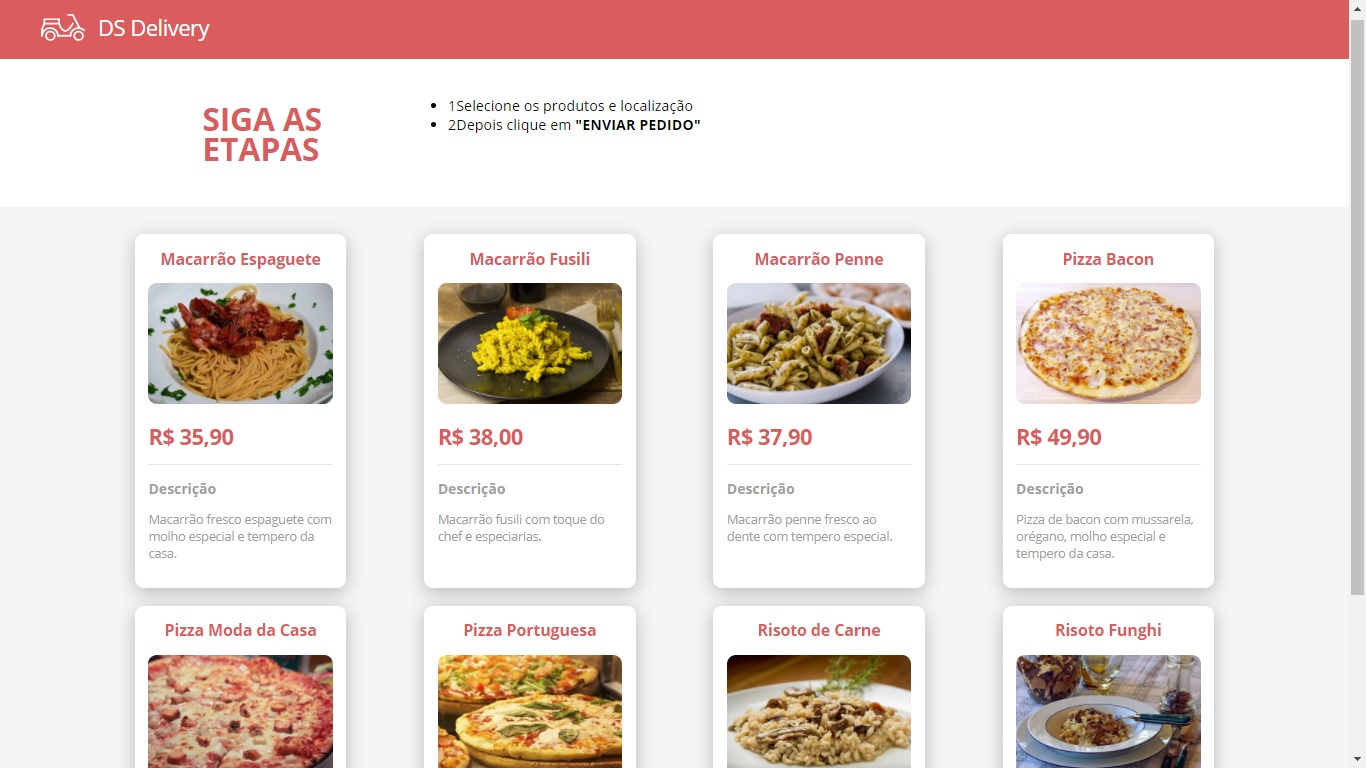 DS Delivery
SIGA AS
ETAPAS
1Selecione os produtos e localização
2Depois clique em "ENVIAR PEDIDO"
Macarrão Espaguete
R$ 35,90
Descrição
Macarrão fresco espaguete com
molho especial e tempero da
casa.
Macarrão Fusili
R$ 38,00
Descrição
Macarrão fusili com toque do
chef e especiarias.
Macarrão Penne
R$ 37,90
Descrição
Macarrão penne fresco ao
dente com tempero especial.
Pizza Bacon
R$ 49,90
Descrição
Pizza de bacon com mussarela,
orégano, molho especial e
tempero da casa.
Pizza Moda da Casa
Pizza Portuguesa
Risoto de Carne
Risoto Funghi